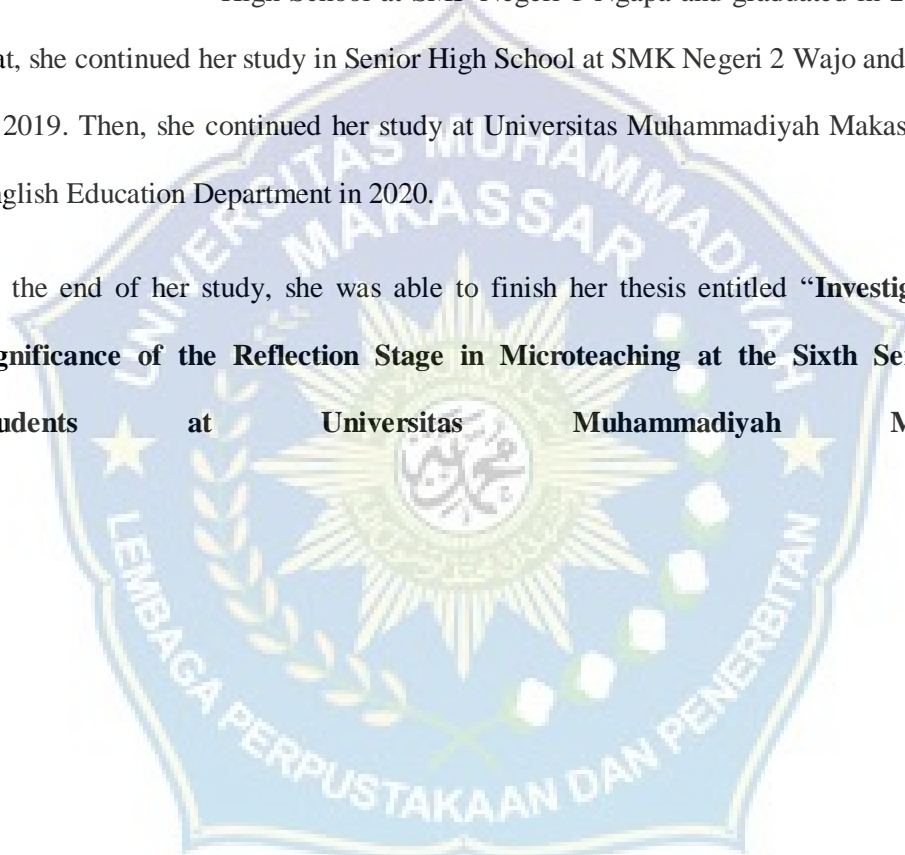 High School at SMP Negeri 1 Ngapa and graduated in 2
at, she continued her study in Senior High School at SMK Negeri 2 Wajo and
2019. Then, she continued her study at Universitas Muhammadiyah Makas
nglish Education Department in 2020.
the end of her study, she was able to finish her thesis entitled “Investig
gnificance of the Reflection Stage in Microteaching at the Sixth Se
udents at Universitas Muhammadiyah M
UNIVERSITAS MUHAMMADIYAH
MAKASSAR
LEMBAGA PERPUSTAKAAN DAN PENERBITAN